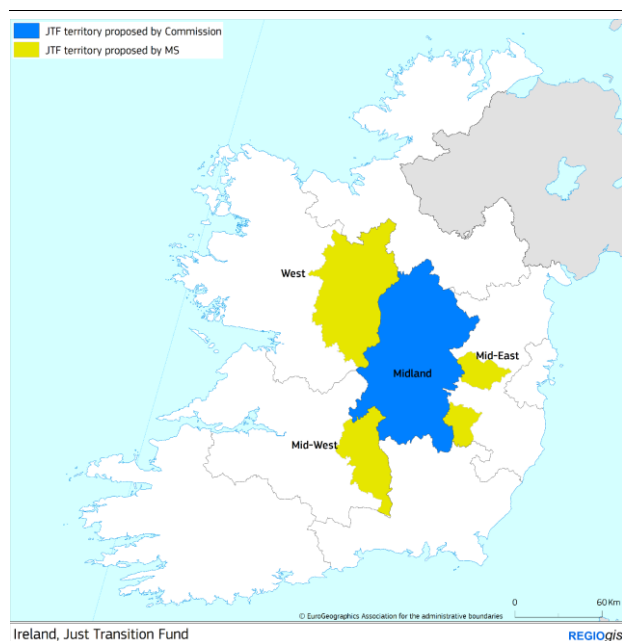 JTF territory proposed by Commission
JTF territory proposed by MS
West
Mid-East
Midland
Mid-West
0 60 Km
© EuroGeographics Association for the administrative boundaries
Ireland, Just Transition Fund
REGIOgis